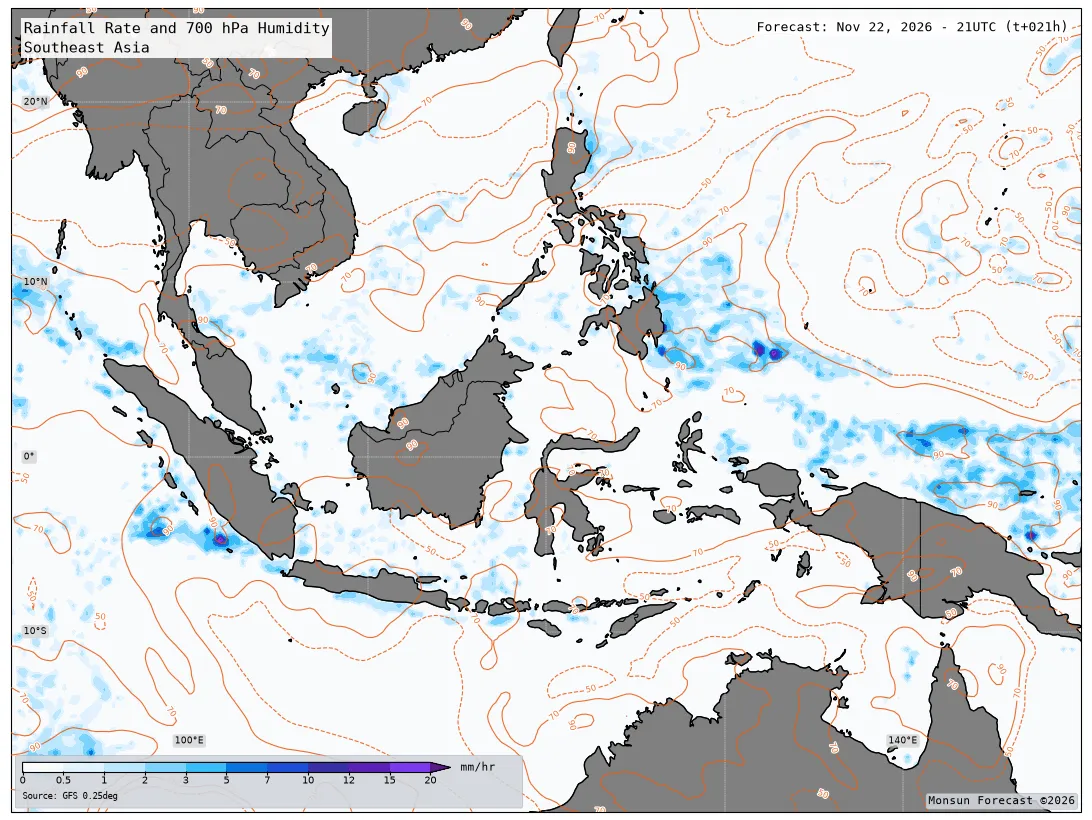 Rainfall Rate and 700 hPa Humidity
Southeast Asia
Forecast: Nov 22, 2026 - 21UTC (t+021h)
20°N
10°N
0°
10°S
100°E
140°E
0 0.5 1 2 3 5 7 10 12 15 20 mm/hr
Source: GFS 0.25deg
Monsun Forecast ©2026